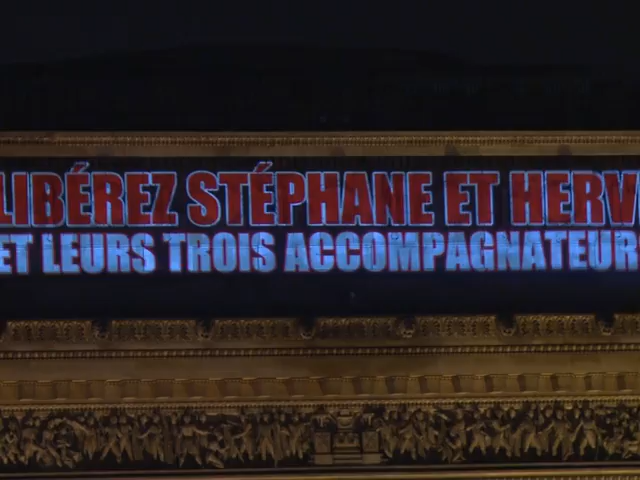 LIBÉREZ STÉPHANE ET HERV
ET LEURS TROIS ACCOMPAGNATEUR